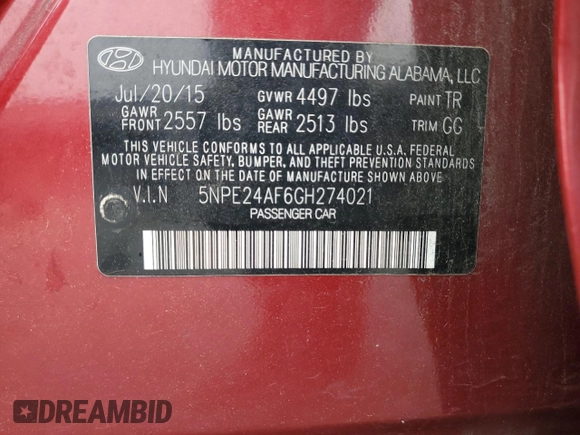 MANUFACTURED BY
HYUNDAI MOTOR MANUFACTURING ALABAMA, LLC
Jul/20/15 GVWR 4497 lbs PAINT TR
GAWR FRONT 2557 lbs GAWR REAR 2513 lbs TRIM GG
THIS VEHICLE CONFORMS TO ALL APPLICABLE U.S.A. FEDERAL
MOTOR VEHICLE SAFETY, BUMPER, AND THEFT PREVENTION STANDARDS
IN EFFECT ON THE DATE OF MANUFACTURE SHOWN ABOVE
V.I.N 5NPE24AF6GH274021
PASSENGER CAR
DREAMBID